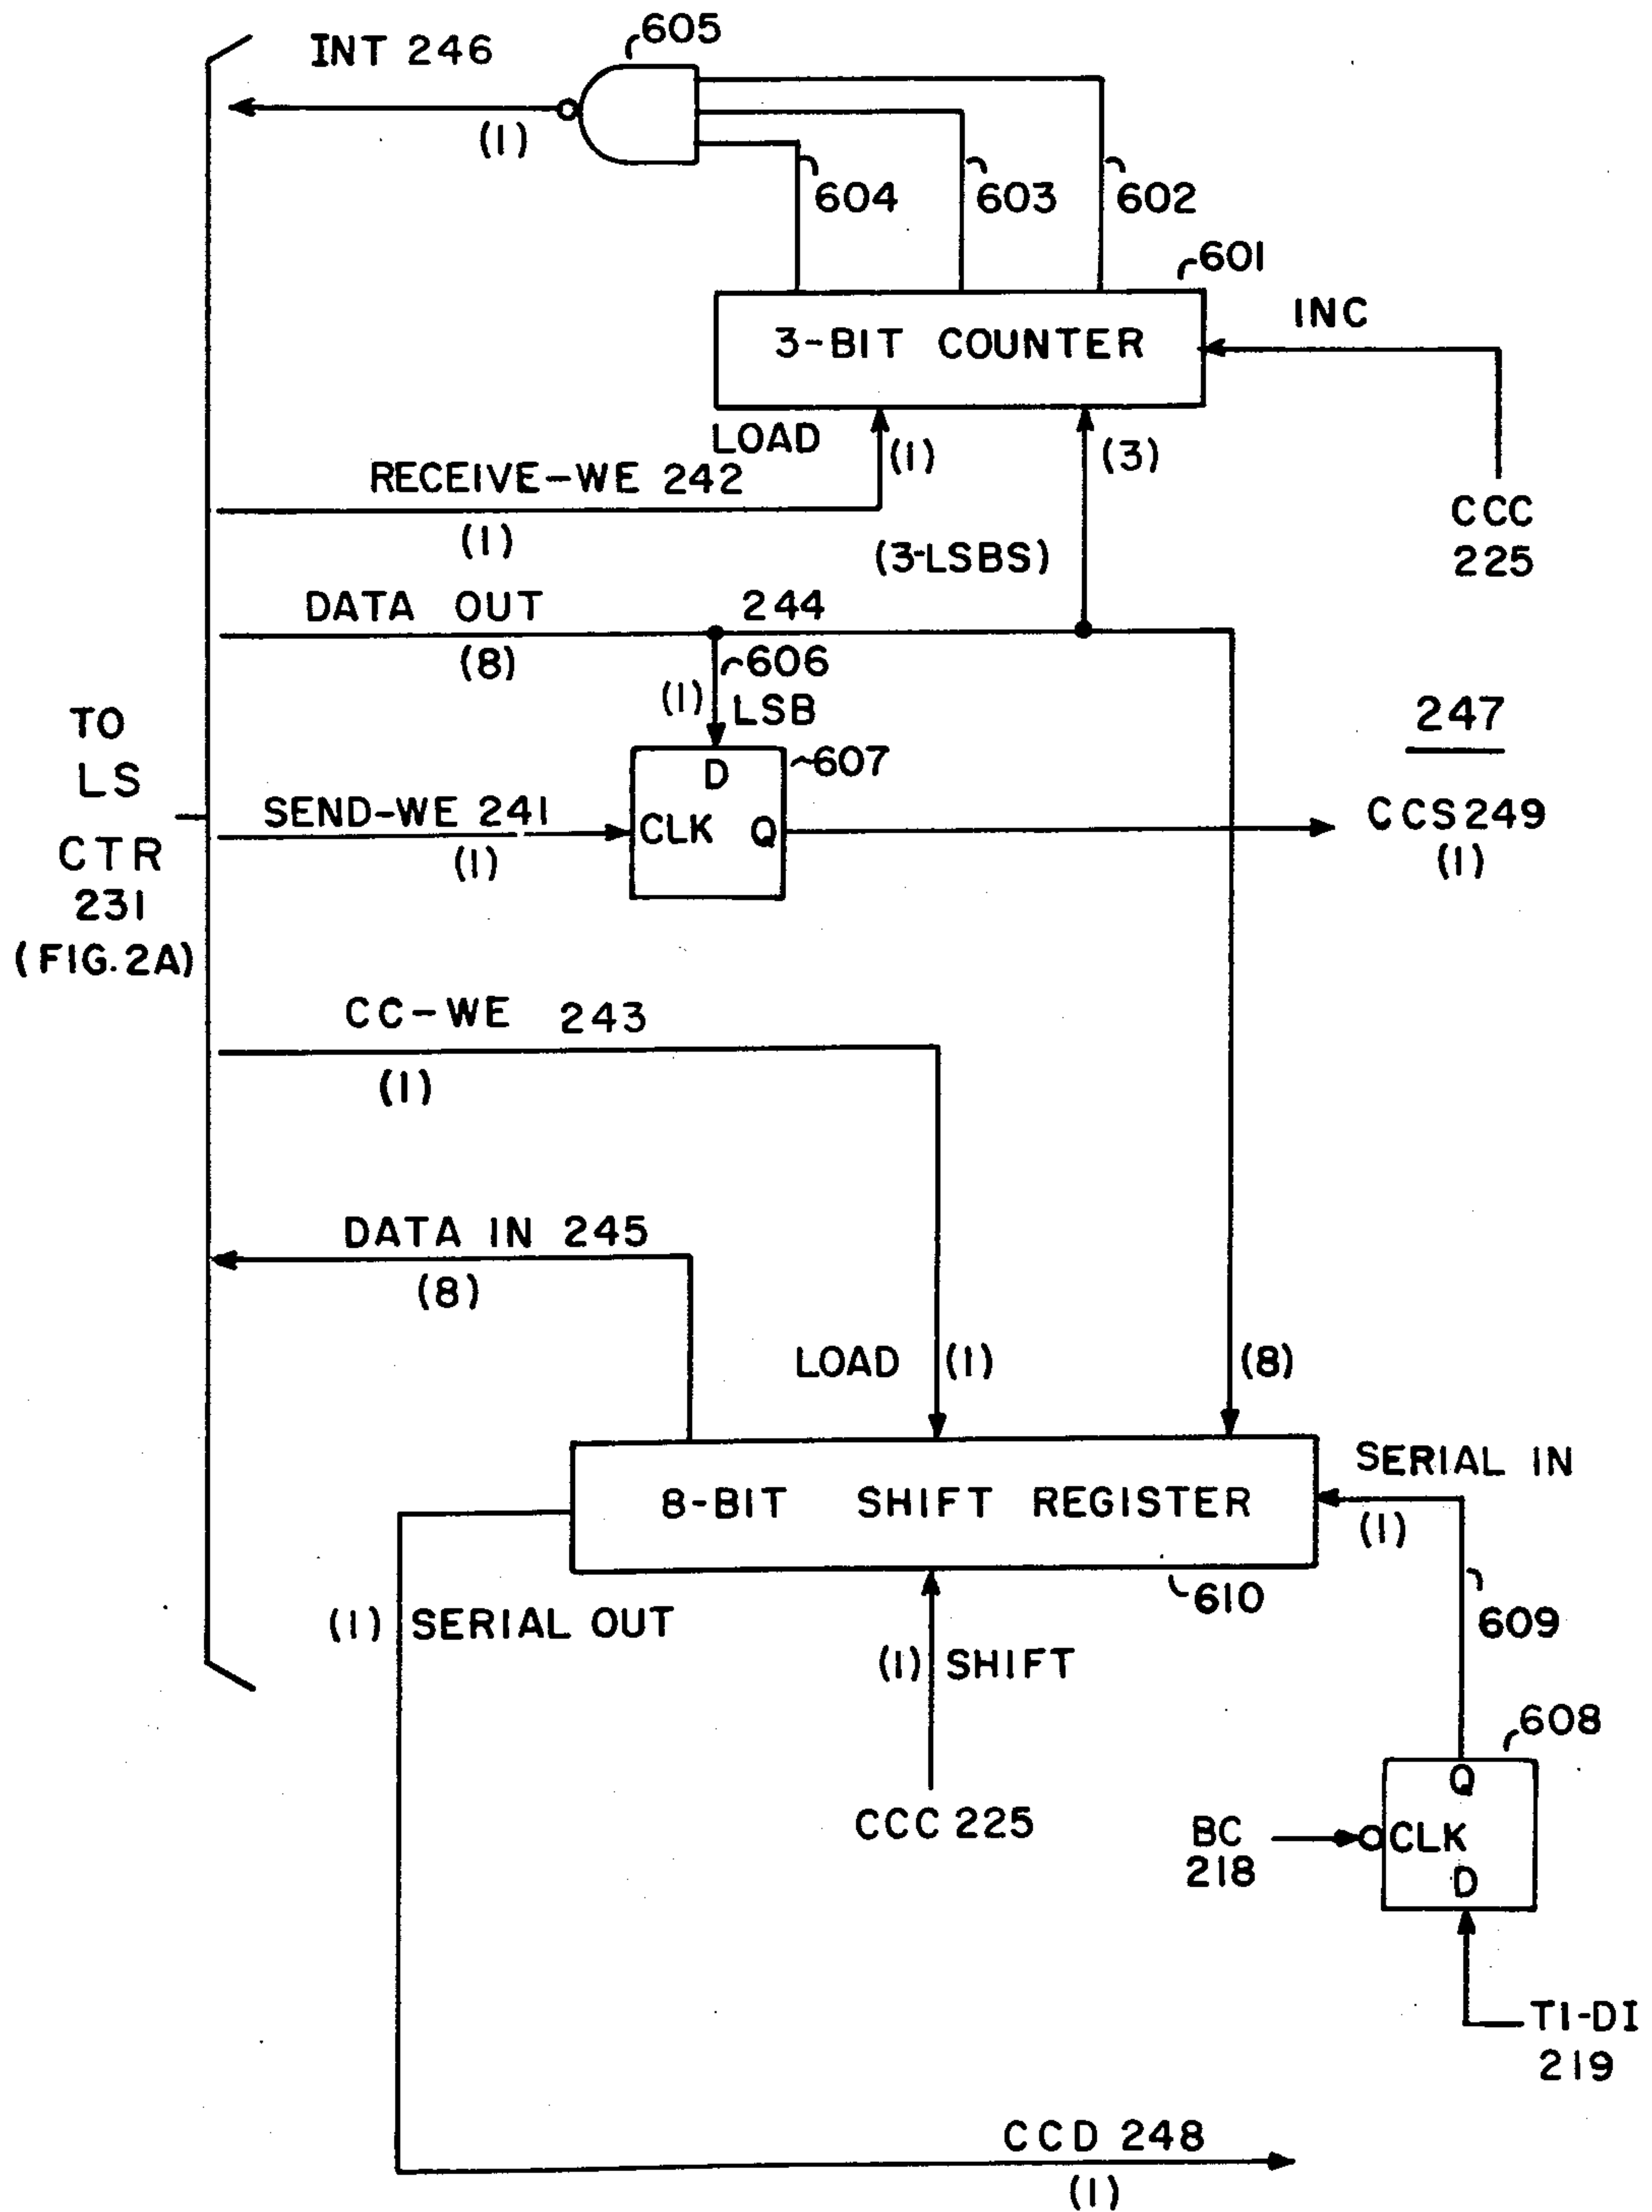 605
INT 246
(1)
604
603
602
601
INC
3-BIT COUNTER
LOAD
(1)
(3)
RECEIVE-WE 242
(1)
CCC
225
(3-LSBS)
DATA OUT
244
(8)
606
(1)
LSB
TO
LS
CTR
231
(FIG. 2A)
247
D
607
SEND-WE 241
CLK
Q
CCS249
(1)
(1)
CC-WE 243
(1)
DATA IN 245
(8)
LOAD
(1)
(8)
SERIAL IN
8-BIT SHIFT REGISTER
(1)
610
609
(1) SERIAL OUT
(1) SHIFT
608
Q
CCC 225
BC
218
CLK
D
T1-DI
219
CCD 248
(1)